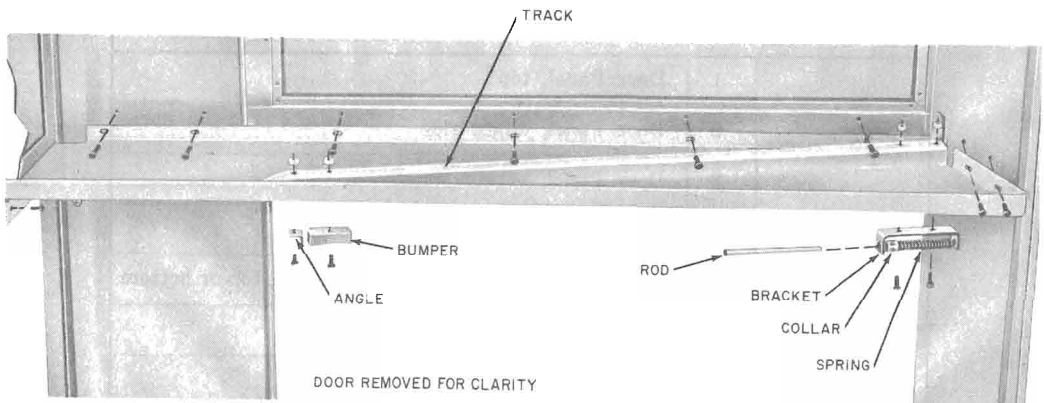 TRACK
BUMPER
ANGLE
ROD
BRACKET
COLLAR
SPRING
DOOR REMOVED FOR CLARITY